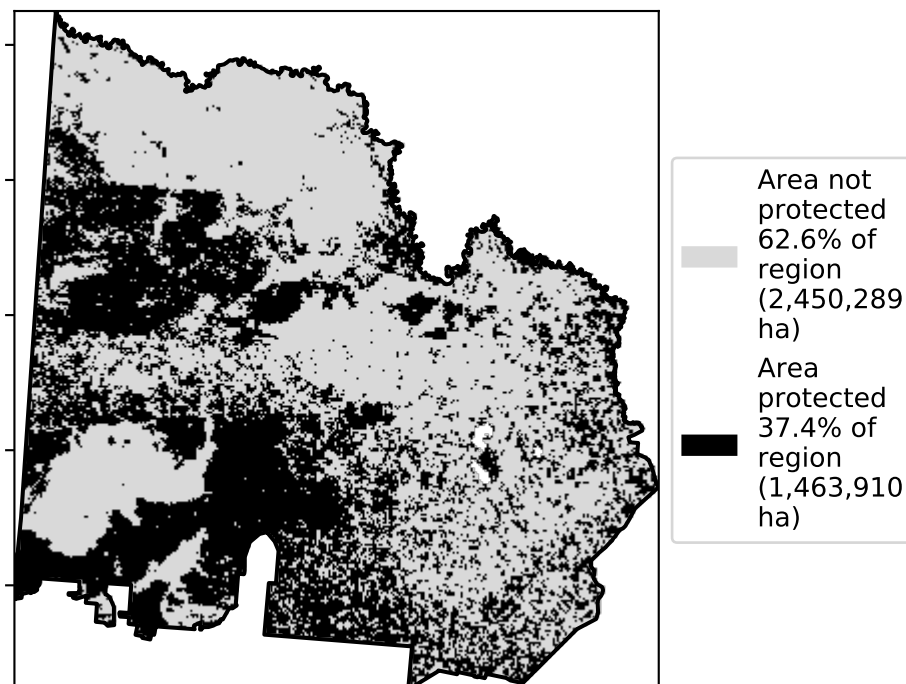 Area not
protected
62.6% of
region
(2,450,289
ha)
Area
protected
37.4% of
region
(1,463,910
ha)